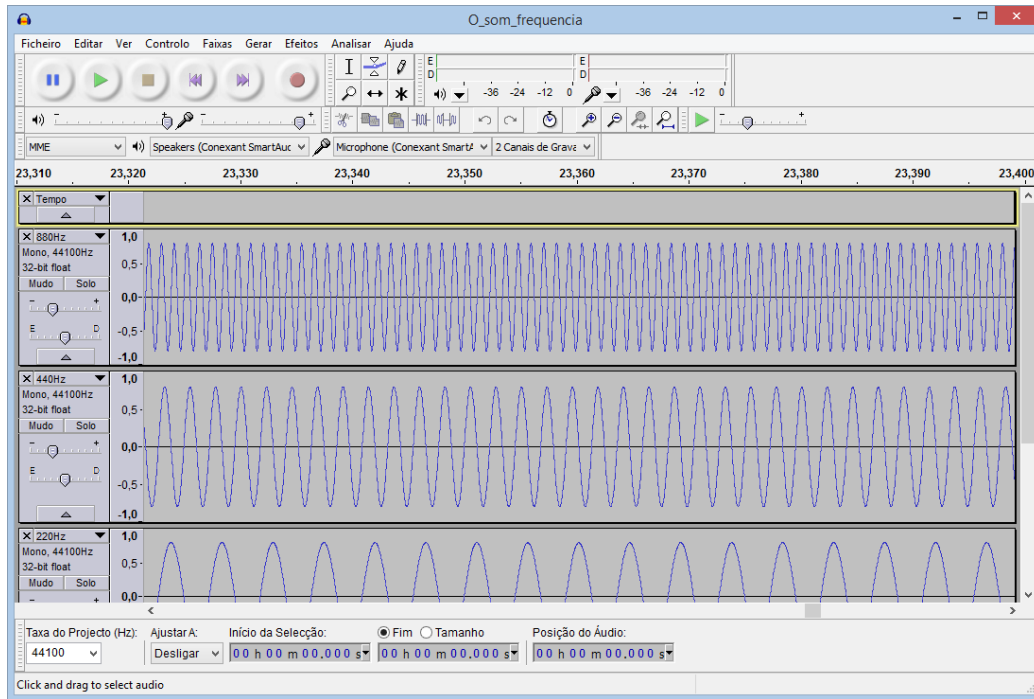 O_som_frequencia
Ficheiro Editar Ver Controlo Faixas Gerar Efeitos Analisar Ajuda
E E
D D
-36 -24 -12 0 -36 -24 -12 0
MME Speakers (Conexant SmartAuc Microphone (Conexant SmartA 2 Canais de Grava
23,310 23,320 23,330 23,340 23,350 23,360 23,370 23,380 23,390 23,400
X Tempo
X 880Hz 1,0
Mono, 44100Hz
32-bit float 0,5-
Mudo Solo
- + 0,0-
E D -0,5-
-1,0
X 440Hz 1,0
Mono, 44100Hz
32-bit float 0,5-
Mudo Solo
- + 0,0-
E D -0,5-
-1,0
X 220Hz 1,0
Mono, 44100Hz
32-bit float 0,5-
Mudo Solo
- + 0,0-
Taxa do Projecto (Hz): Ajustar A: Início da Selecção: Fim Tamanho Posição do Áudio:
44100 Desligar 00 h 00 m 00.000 s 00 h 00 m 00.000 s 00 h 00 m 00.000 s
Click and drag to select audio